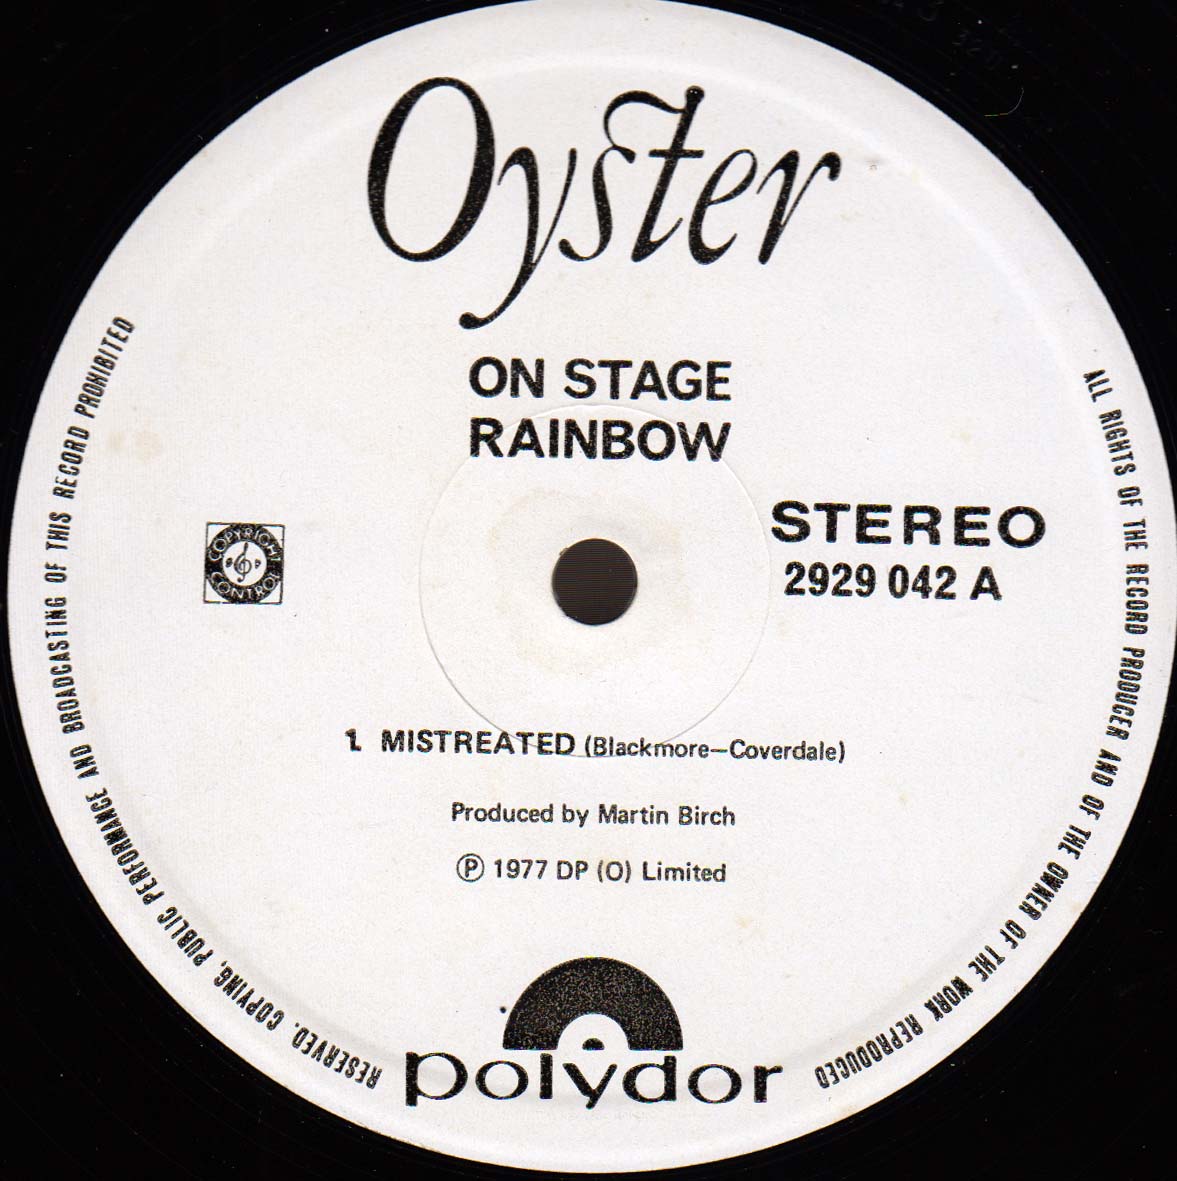 Oyster
ON STAGE
RAINBOW
STEREO
2929 042 A
COPYRIGHT
CONTROL
1. MISTREATED (Blackmore–Coverdale)
Produced by Martin Birch
Ⓟ 1977 DP (O) Limited
polydor
ALL RIGHTS OF THE RECORD PRODUCER AND OF THE OWNER OF THE WORK REPRODUCED
RESERVED. COPYING, PUBLIC PERFORMANCE AND BROADCASTING OF THIS RECORD PROHIBITED